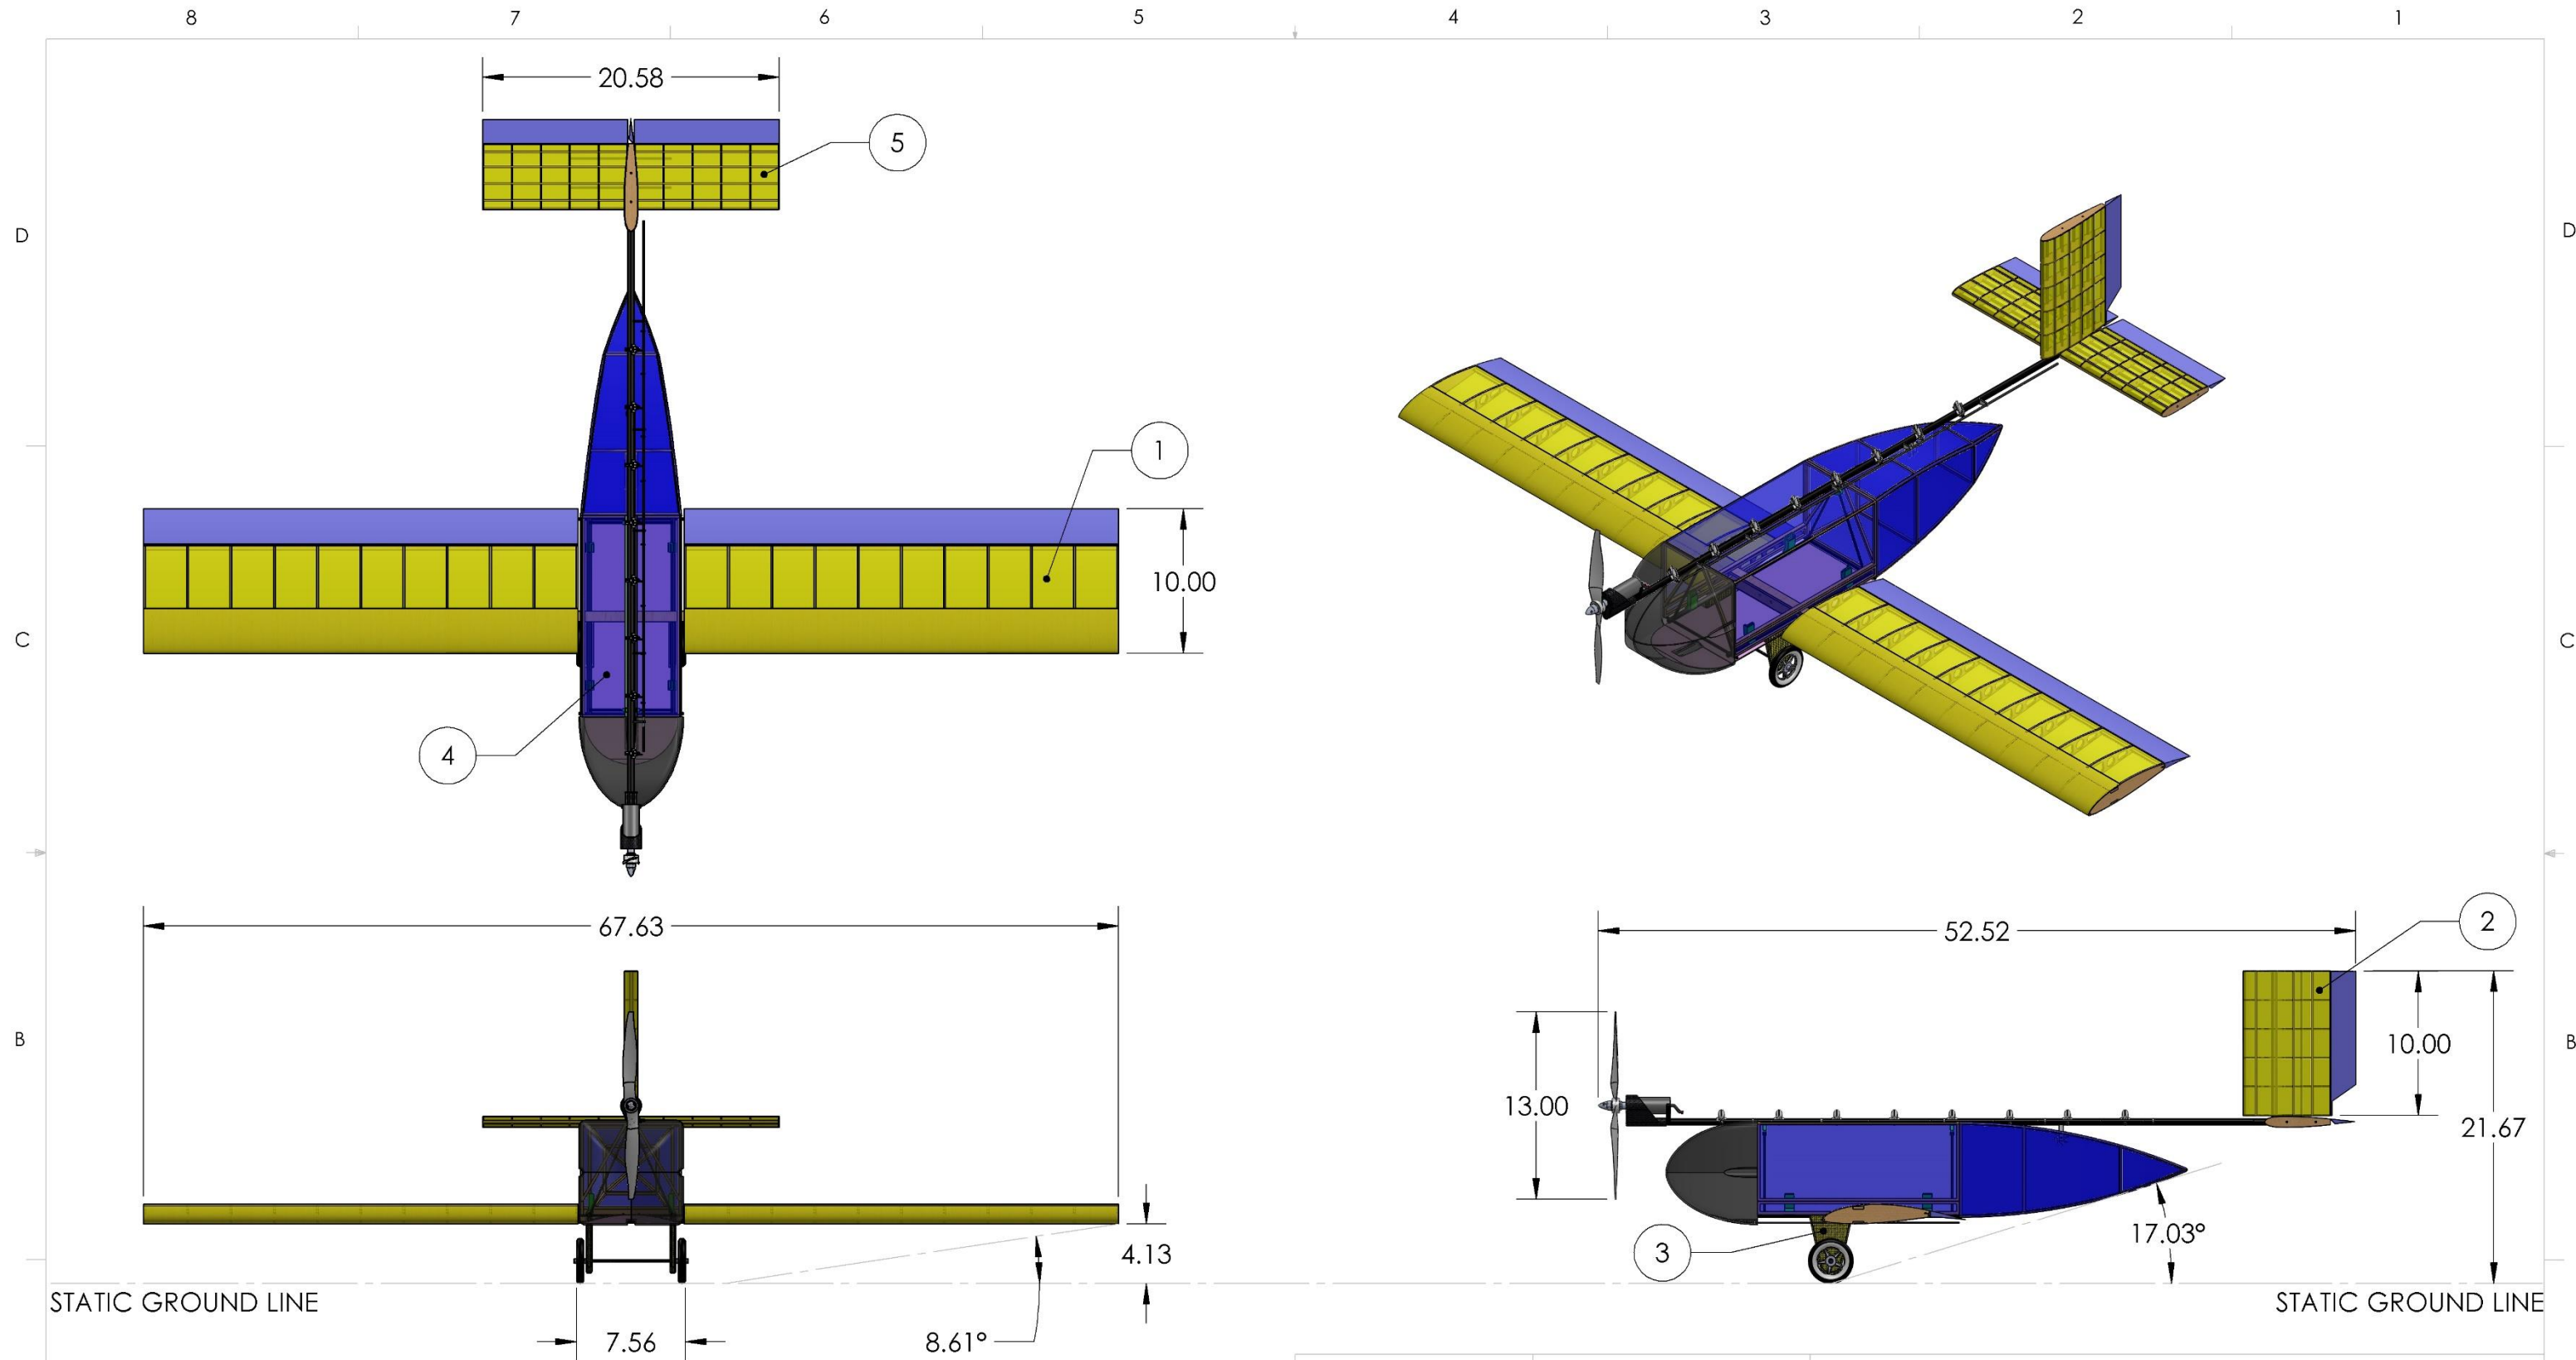 8 7 6 5 4 3 2 1
20.58
5
D D
1
10.00
C C
4
67.63
52.52
2
B B
10.00
13.00
21.67
4.13
17.03°
3
STATIC GROUND LINE
STATIC GROUND LINE
7.56
8.61°